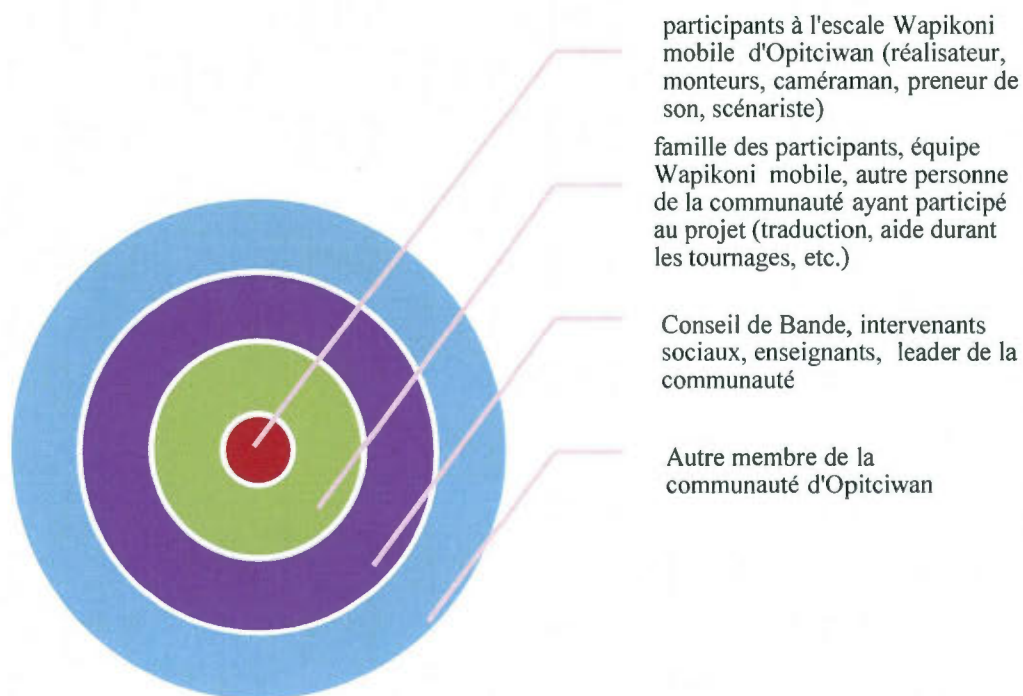 participants à l'escale Wapikoni
mobile d'Opitciwan (réalisateur,
monteurs, caméraman, preneur de
son, scénariste)
famille des participants, équipe
Wapikoni mobile, autre personne
de la communauté ayant participé
au projet (traduction, aide durant
les tournages, etc.)
Conseil de Bande, intervenants
sociaux, enseignants, leader de la
communauté
Autre membre de la
communauté d'Opitciwan